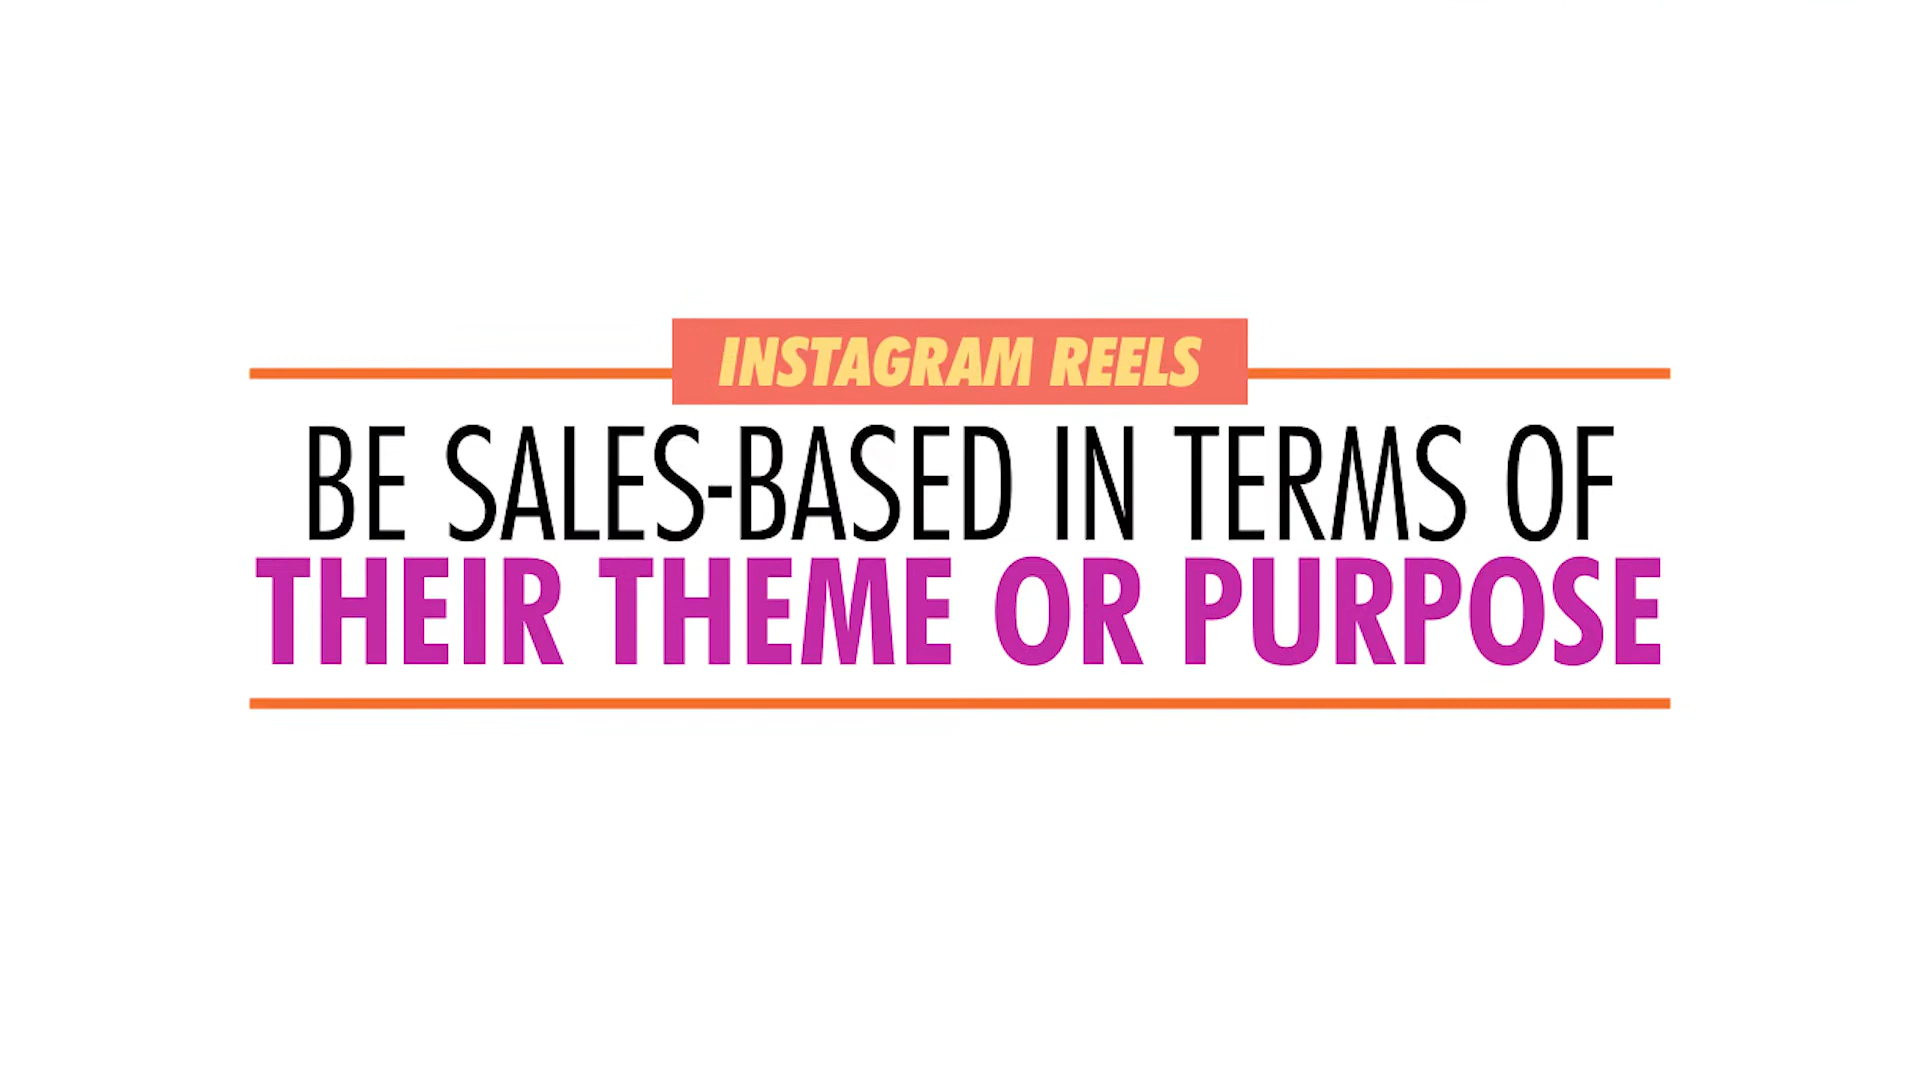 INSTAGRAM REELS
BE SALES-BASED IN TERMS OF
THEIR THEME OR PURPOSE